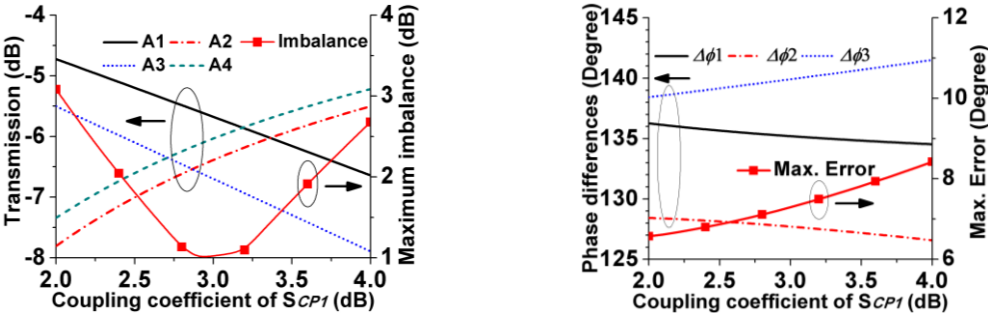 -4
-5
-6
-7
-8
Transmission (dB)
A1 A2 Imbalance
A3 A4
4
3
2
1
Maximum imbalance (dB)
2.0 2.5 3.0 3.5 4.0
Coupling coefficient of SCP1 (dB)
145
140
135
130
125
Phase differences (Degree)
Δϕ1 Δϕ2 Δϕ3
Max. Error
12
10
8
6
Max. Error (Degree)
2.0 2.5 3.0 3.5 4.0
Coupling coefficient of SCP1 (dB)